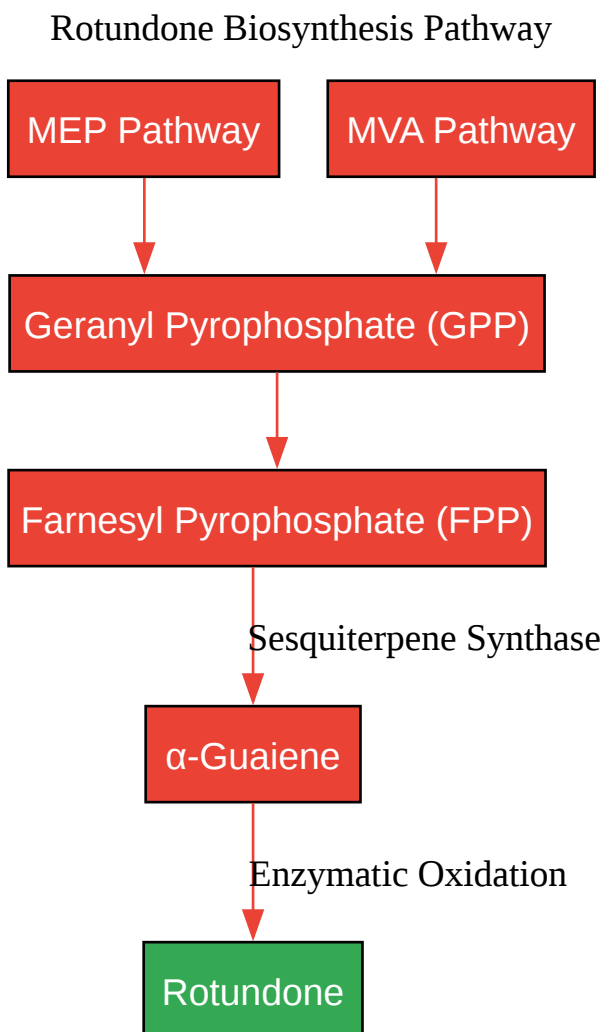 Rotundone Biosynthesis Pathway
MEP Pathway
MVA Pathway
Geranyl Pyrophosphate (GPP)
Farnesyl Pyrophosphate (FPP)
Sesquiterpene Synthase
α-Guaiene
Enzymatic Oxidation
Rotundone